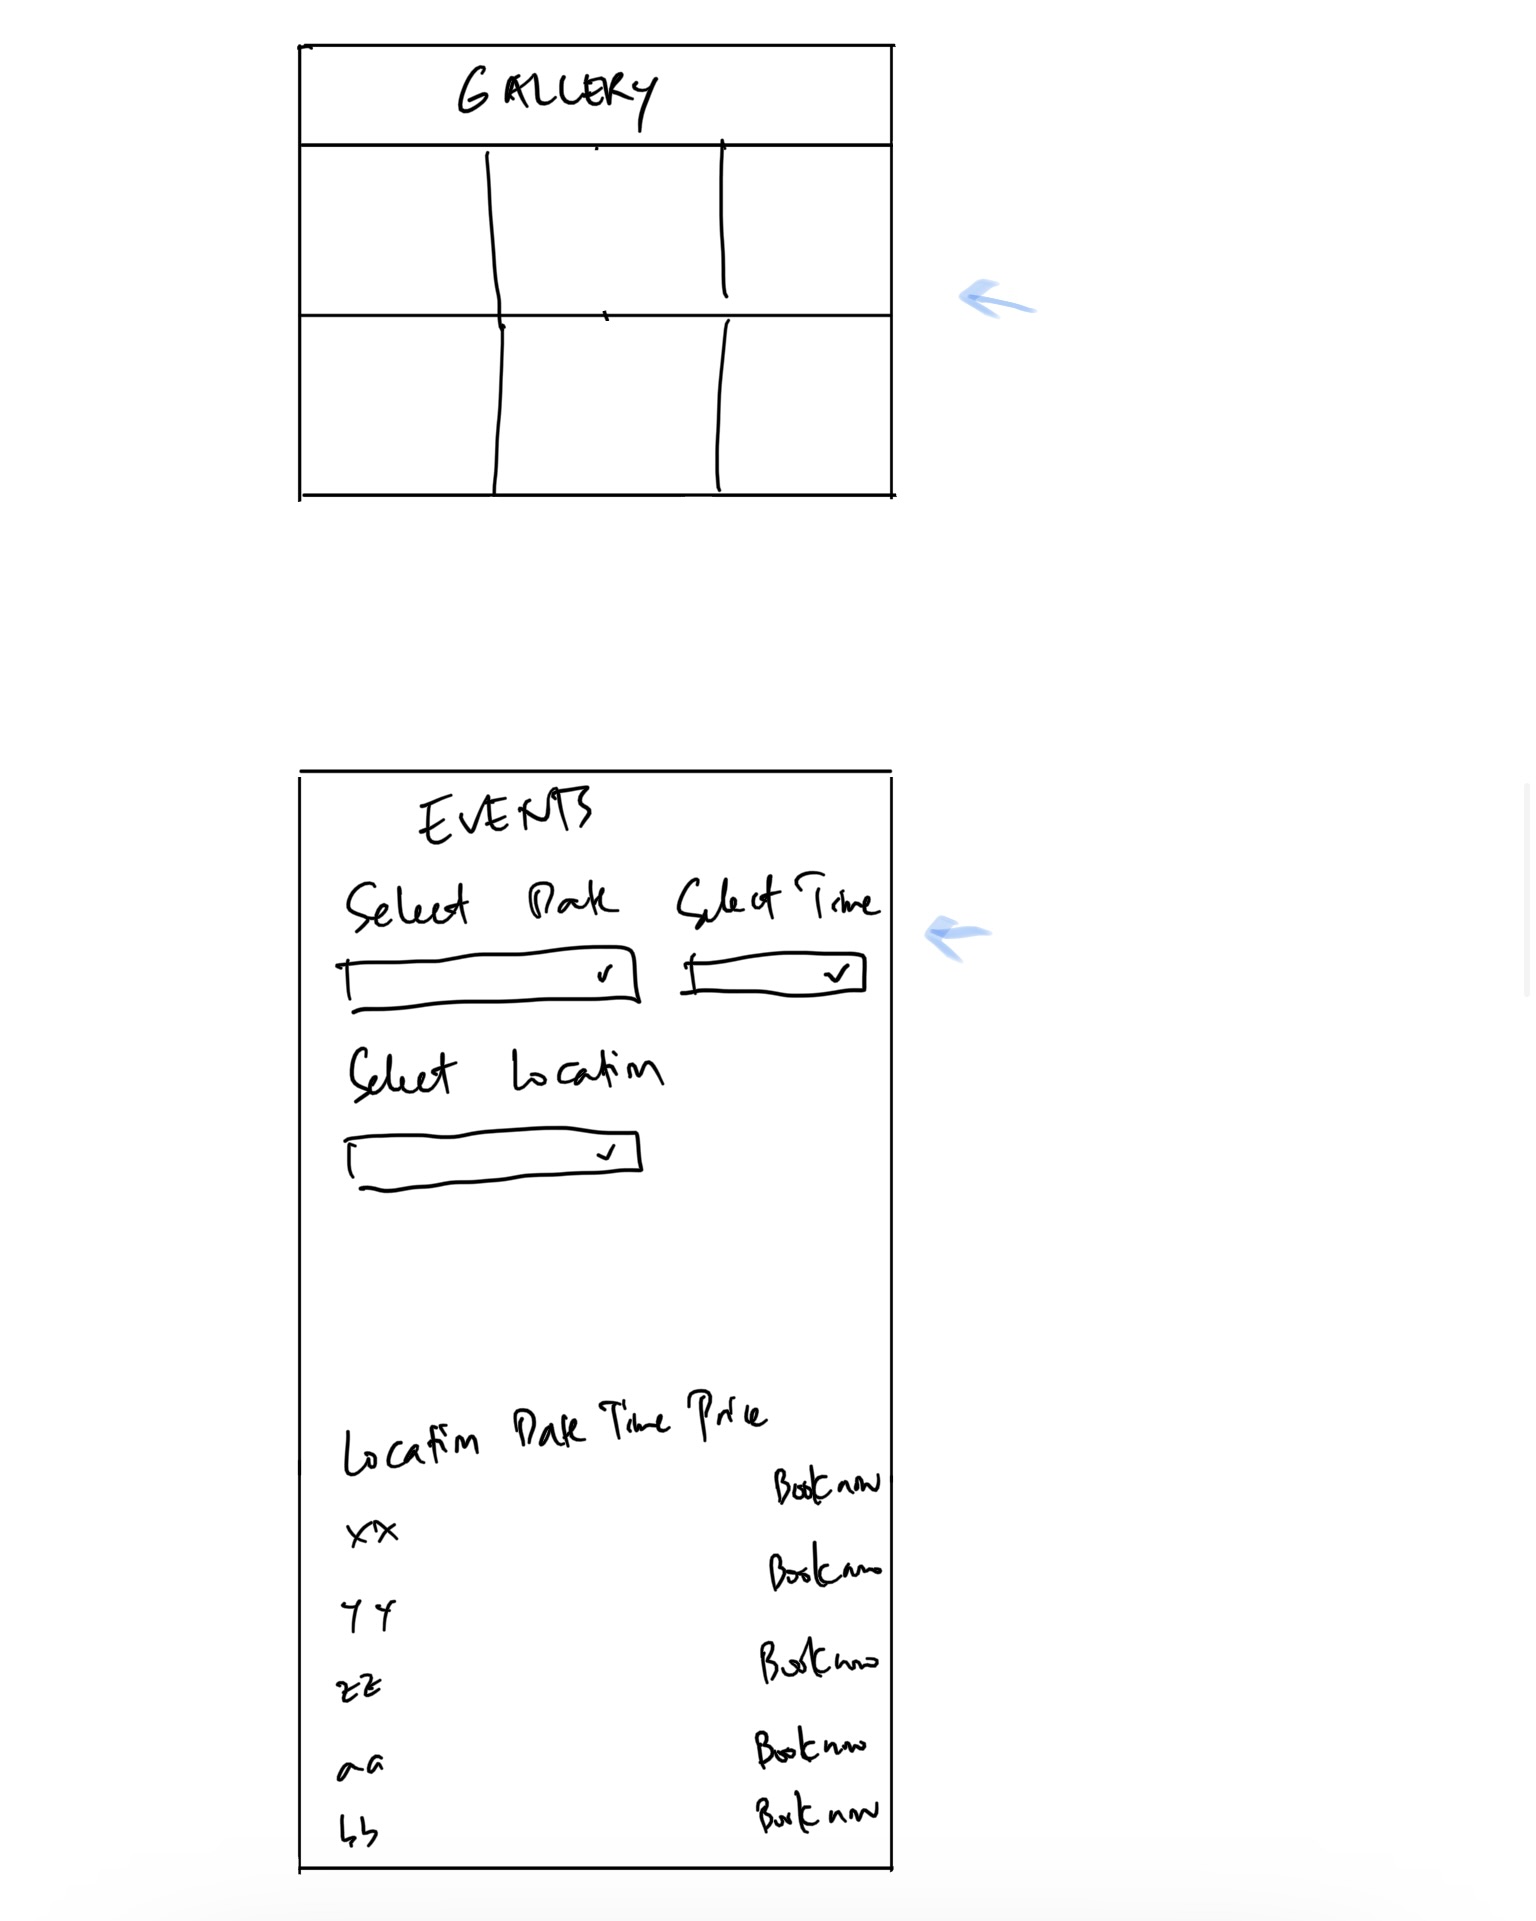 GALLERY
EVENTS
Select Date Select Time
Select Location
Location Date Time Price
Book now
XX
Book now
YY
Book now
ZZ
Book now
aa
Book now
bb